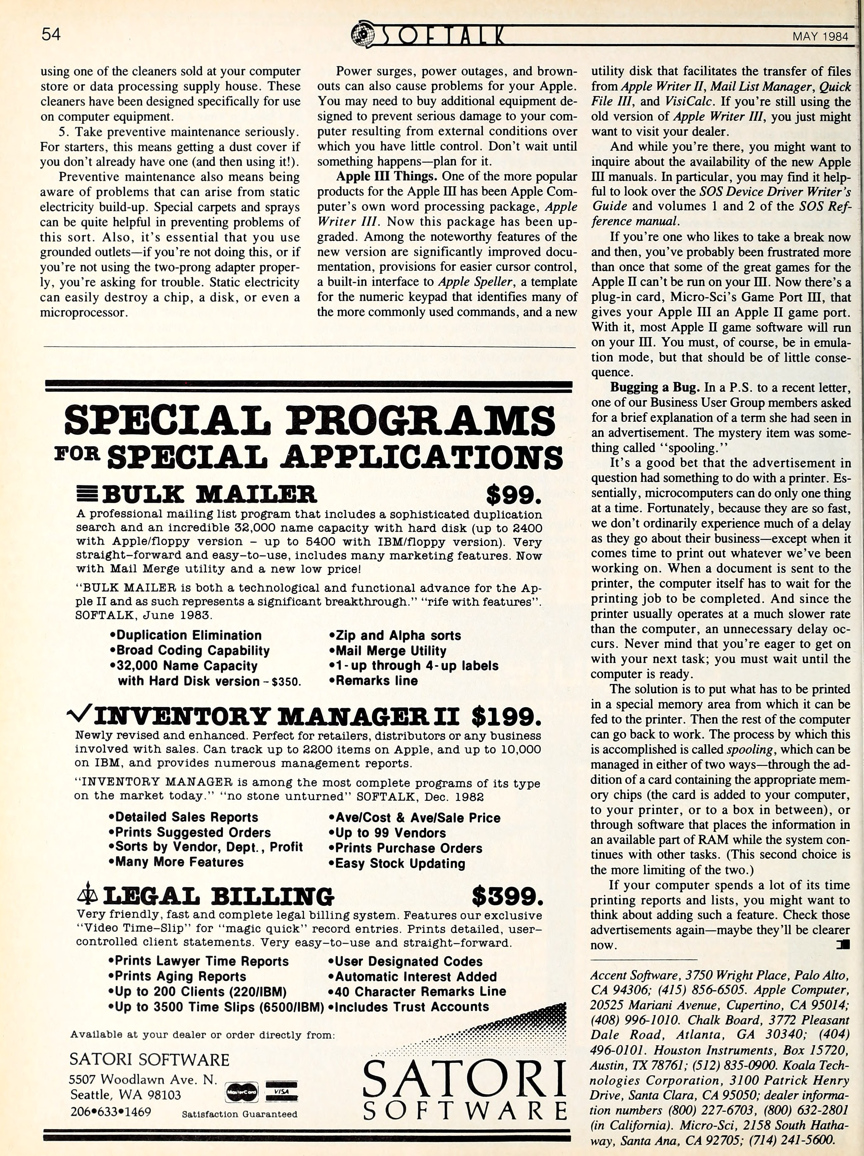 54
SOFTALK
MAY 1984
using one of the cleaners sold at your computer
store or data processing supply house. These
cleaners have been designed specifically for use
on computer equipment.
5. Take preventive maintenance seriously.
For starters, this means getting a dust cover if
you don't already have one (and then using it!).
Preventive maintenance also means being
aware of problems that can arise from static
electricity build-up. Special carpets and sprays
can be quite helpful in preventing problems of
this sort. Also, it's essential that you use
grounded outlets—if you're not doing this, or if
you're not using the two-prong adapter proper-
ly, you're asking for trouble. Static electricity
can easily destroy a chip, a disk, or even a
microprocessor.
Power surges, power outages, and brown-
outs can also cause problems for your Apple.
You may need to buy additional equipment de-
signed to prevent serious damage to your com-
puter resulting from external conditions over
which you have little control. Don't wait until
something happens—plan for it.
Apple III Things. One of the more popular
products for the Apple III has been Apple Com-
puter's own word processing package, Apple
Writer III. Now this package has been up-
graded. Among the noteworthy features of the
new version are significantly improved docu-
mentation, provisions for easier cursor control,
a built-in interface to Apple Speller, a template
for the numeric keypad that identifies many of
the more commonly used commands, and a new
utility disk that facilitates the transfer of files
from Apple Writer II, Mail List Manager, Quick
File III, and VisiCalc. If you're still using the
old version of Apple Writer III, you just might
want to visit your dealer.
And while you're there, you might want to
inquire about the availability of the new Apple
III manuals. In particular, you may find it help-
ful to look over the SOS Device Driver Writer's
Guide and volumes 1 and 2 of the SOS Ref-
ference manual.
If you're one who likes to take a break now
and then, you've probably been frustrated more
than once that some of the great games for the
Apple II can't be run on your III. Now there's a
plug-in card, Micro-Sci's Game Port III, that
gives your Apple III an Apple II game port.
With it, most Apple II game software will run
on your III. You must, of course, be in emula-
tion mode, but that should be of little conse-
quence.
Bugging a Bug. In a P.S. to a recent letter,
one of our Business User Group members asked
for a brief explanation of a term she had seen in
an advertisement. The mystery item was some-
thing called "spooling."
It's a good bet that the advertisement in
question had something to do with a printer. Es-
sentially, microcomputers can do only one thing
at a time. Fortunately, because they are so fast,
we don't ordinarily experience much of a delay
as they go about their business—except when it
comes time to print out whatever we've been
working on. When a document is sent to the
printer, the computer itself has to wait for the
printing job to be completed. And since the
printer usually operates at a much slower rate
than the computer, an unnecessary delay oc-
curs. Never mind that you're eager to get on
with your next task; you must wait until the
computer is ready.
The solution is to put what has to be printed
in a special memory area from which it can be
fed to the printer. Then the rest of the computer
can go back to work. The process by which this
is accomplished is called spooling, which can be
managed in either of two ways—through the ad-
dition of a card containing the appropriate mem-
ory chips (the card is added to your computer,
to your printer, or to a box in between), or
through software that places the information in
an available part of RAM while the system con-
tinues with other tasks. (This second choice is
the more limiting of the two.)
If your computer spends a lot of its time
printing reports and lists, you might want to
think about adding such a feature. Check those
advertisements again—maybe they'll be clearer
now.
Accent Software, 3750 Wright Place, Palo Alto,
CA 94306; (415) 856-6505. Apple Computer,
20525 Mariani Avenue, Cupertino, CA 95014;
(408) 996-1010. Chalk Board, 3772 Pleasant
Dale Road, Atlanta, GA 30340; (404)
496-0101. Houston Instruments, Box 15720,
Austin, TX 78761; (512) 835-0900. Koala Tech-
nologies Corporation, 3100 Patrick Henry
Drive, Santa Clara, CA 95050; dealer informa-
tion numbers (800) 227-6703, (800) 632-2801
(in California). Micro-Sci, 2158 South Hatha-
way, Santa Ana, CA 92705; (714) 241-5600.
SPECIAL PROGRAMS
FOR SPECIAL APPLICATIONS
BULK MAILER $99.
A professional mailing list program that includes a sophisticated duplication
search and an incredible 32,000 name capacity with hard disk (up to 2400
with Apple/floppy version - up to 5400 with IBM/floppy version). Very
straight-forward and easy-to-use, includes many marketing features. Now
with Mail Merge utility and a new low price!
"BULK MAILER is both a technological and functional advance for the Ap-
ple II and as such represents a significant breakthrough." "rife with features".
SOFTALK, June 1983.
•Duplication Elimination
•Broad Coding Capability
•32,000 Name Capacity
with Hard Disk version - $350.
•Zip and Alpha sorts
•Mail Merge Utility
•1-up through 4-up labels
•Remarks line
INVENTORY MANAGER II $199.
Newly revised and enhanced. Perfect for retailers, distributors or any business
involved with sales. Can track up to 2200 items on Apple, and up to 10,000
on IBM, and provides numerous management reports.
"INVENTORY MANAGER is among the most complete programs of its type
on the market today." "no stone unturned" SOFTALK, Dec. 1982
•Detailed Sales Reports
•Prints Suggested Orders
•Sorts by Vendor, Dept., Profit
•Many More Features
•Ave/Cost & Ave/Sale Price
•Up to 99 Vendors
•Prints Purchase Orders
•Easy Stock Updating
LEGAL BILLING $399.
Very friendly, fast and complete legal billing system. Features our exclusive
"Video Time-Slip" for "magic quick" record entries. Prints detailed, user-
controlled client statements. Very easy-to-use and straight-forward.
•Prints Lawyer Time Reports
•Prints Aging Reports
•Up to 200 Clients (220/IBM)
•Up to 3500 Time Slips (6500/IBM)
•User Designated Codes
•Automatic Interest Added
•40 Character Remarks Line
•Includes Trust Accounts
Available at your dealer or order directly from:
SATORI SOFTWARE
5507 Woodlawn Ave. N.
Seattle, WA 98103
206•633•1469
MasterCard
VISA
Satisfaction Guaranteed
SATORI
SOFTWARE